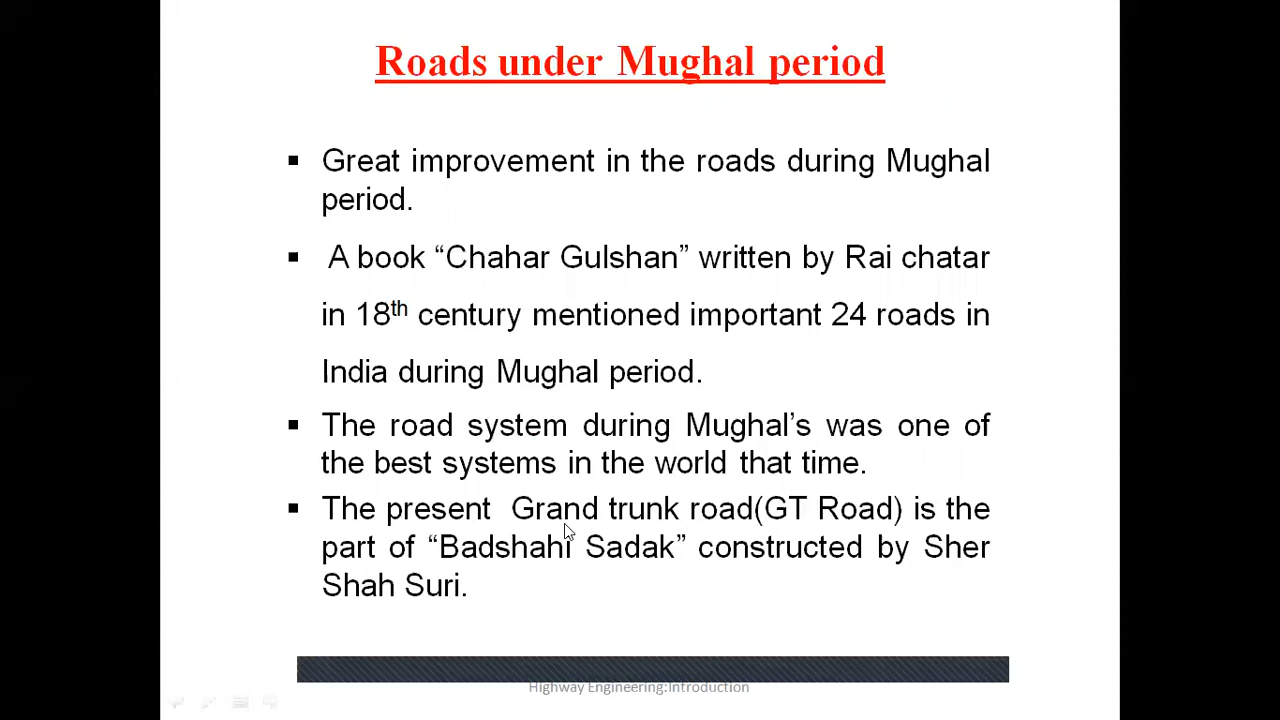 Roads under Mughal period
▪ Great improvement in the roads during Mughal
period.
▪ A book “Chahar Gulshan” written by Rai chatar
in 18th century mentioned important 24 roads in
India during Mughal period.
▪ The road system during Mughal’s was one of
the best systems in the world that time.
▪ The present Grand trunk road(GT Road) is the
part of “Badshahi Sadak” constructed by Sher
Shah Suri.
Highway Engineering:Introduction